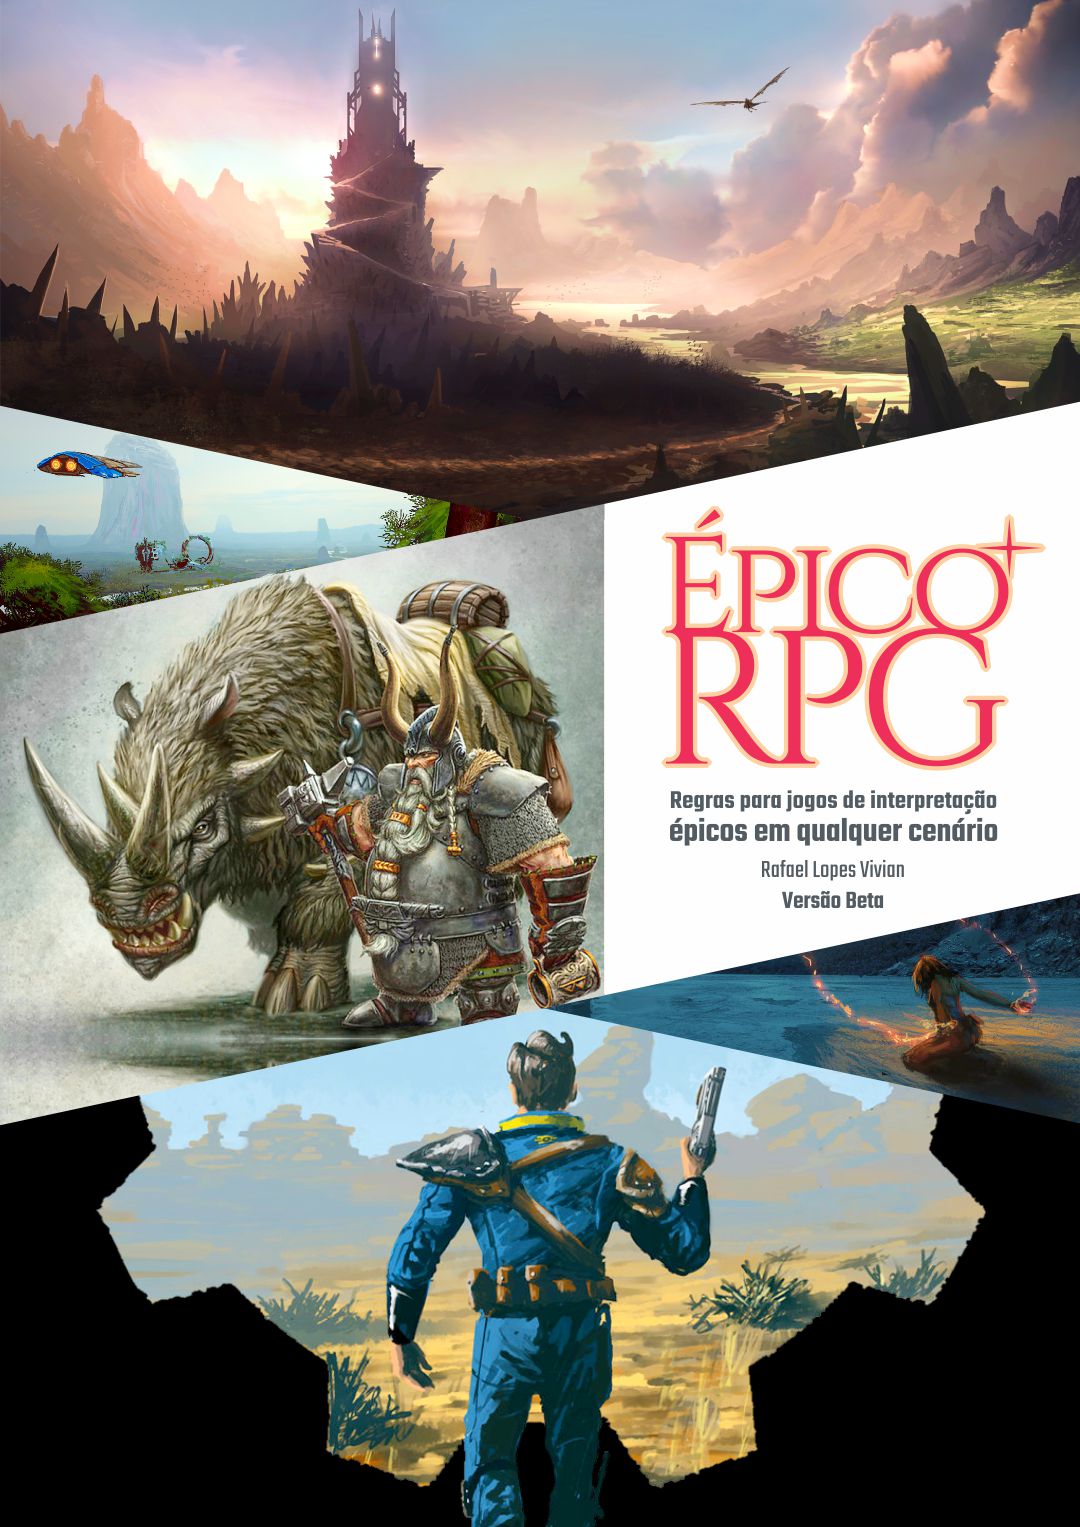 ÉPICO
RPG
Regras para jogos de interpretação
épicos em qualquer cenário
Rafael Lopes Vivian
Versão Beta